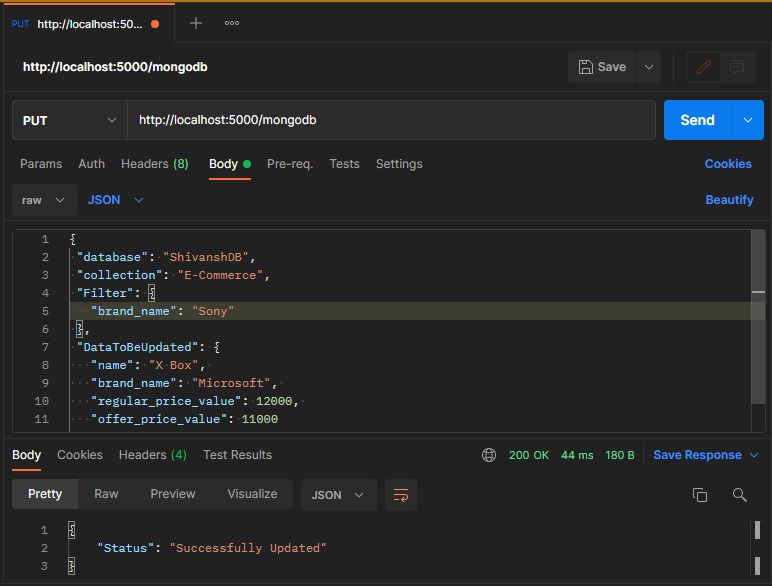 PUT http://localhost:50...
http://localhost:5000/mongodb
Save
PUT http://localhost:5000/mongodb Send
Params Auth Headers (8) Body Pre-req. Tests Settings Cookies
raw JSON Beautify
1 {
2 "database": "ShivanshDB",
3 "collection": "E-Commerce",
4 "Filter": {
5 "brand_name": "Sony"
6 },
7 "DataToBeUpdated": {
8 "name": "X Box",
9 "brand_name": "Microsoft",
10 "regular_price_value": 12000,
11 "offer_price_value": 11000
Body Cookies Headers (4) Test Results 200 OK 44 ms 180 B Save Response
Pretty Raw Preview Visualize JSON
1 {
2 "Status": "Successfully Updated"
3 }